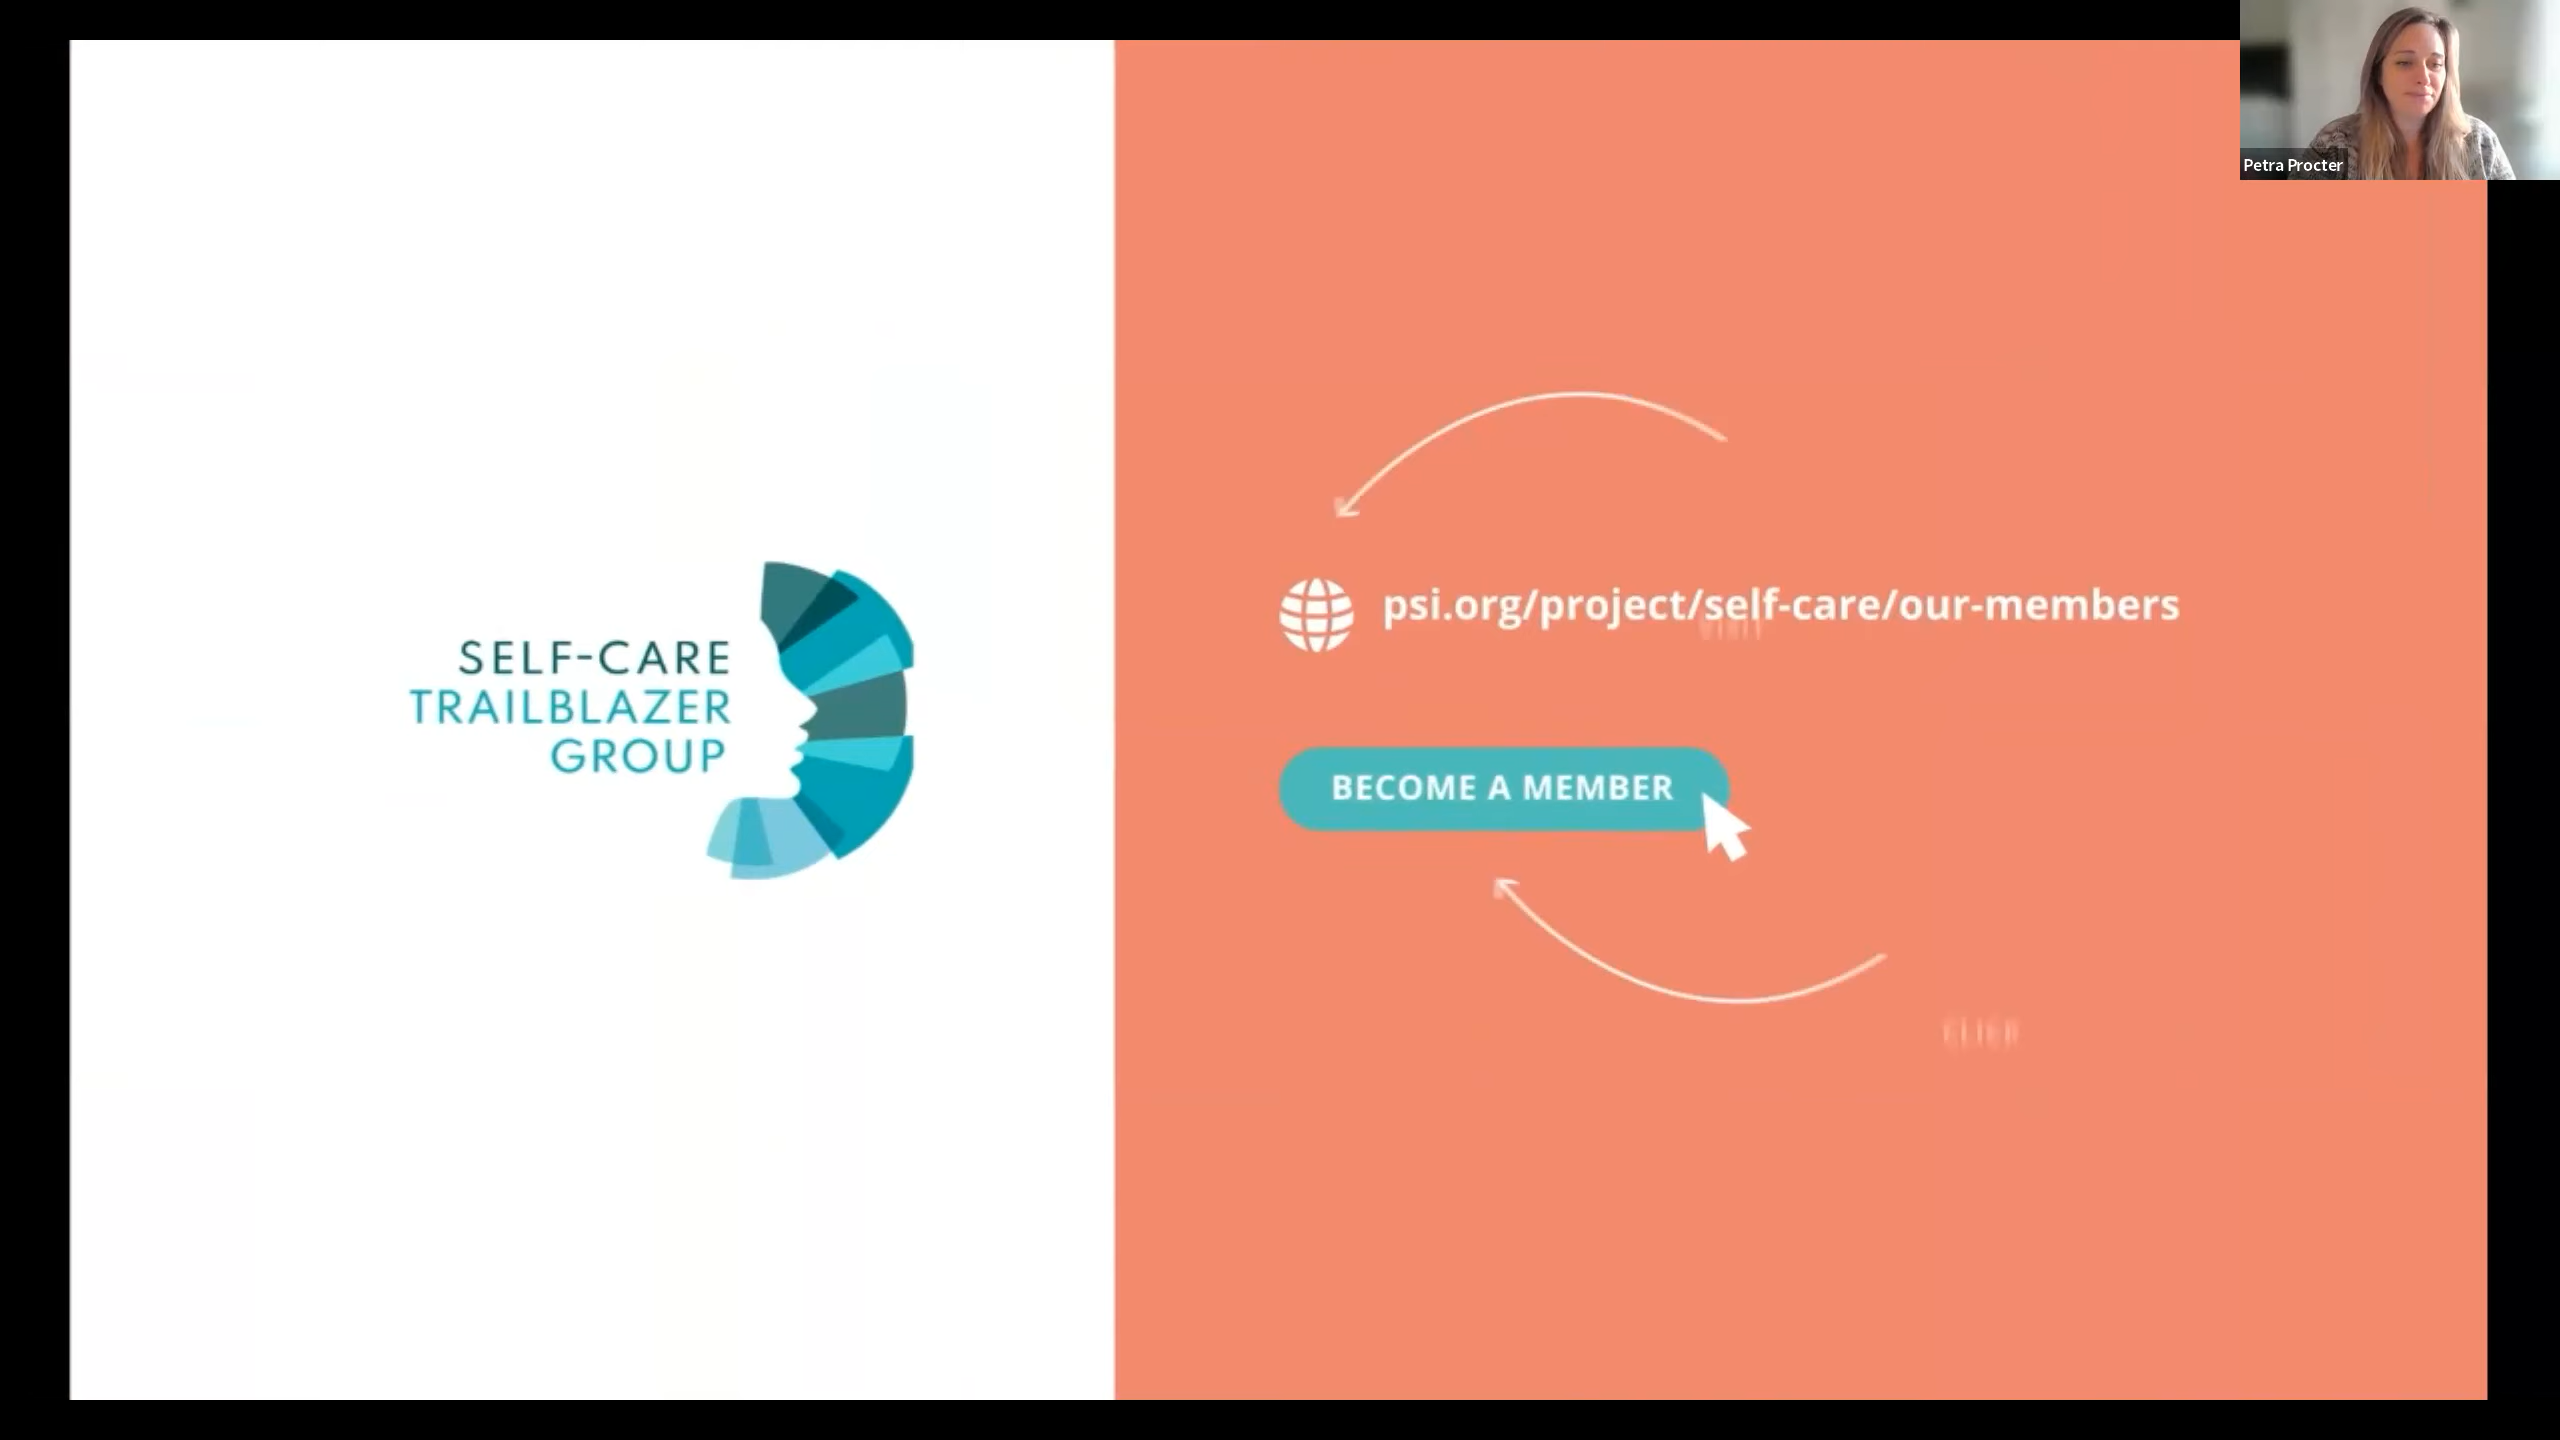 Petra Procter
SELF-CARE
TRAILBLAZER
GROUP
psi.org/project/self-care/our-members
BECOME A MEMBER